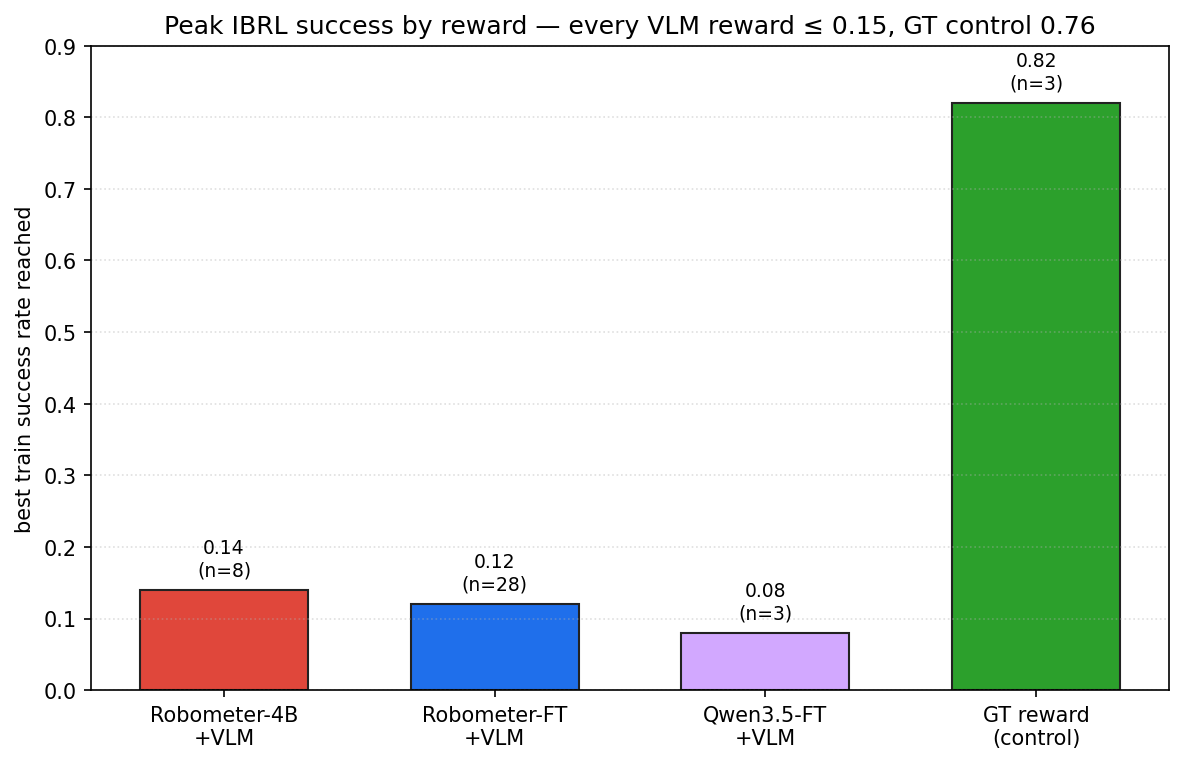 Peak IBRL success by reward — every VLM reward ≤ 0.15, GT control 0.76
best train success rate reached
0.9
0.8
0.7
0.6
0.5
0.4
0.3
0.2
0.1
0.0
0.14
(n=8)
0.12
(n=28)
0.08
(n=3)
0.82
(n=3)
Robometer-4B
+VLM
Robometer-FT
+VLM
Qwen3.5-FT
+VLM
GT reward
(control)